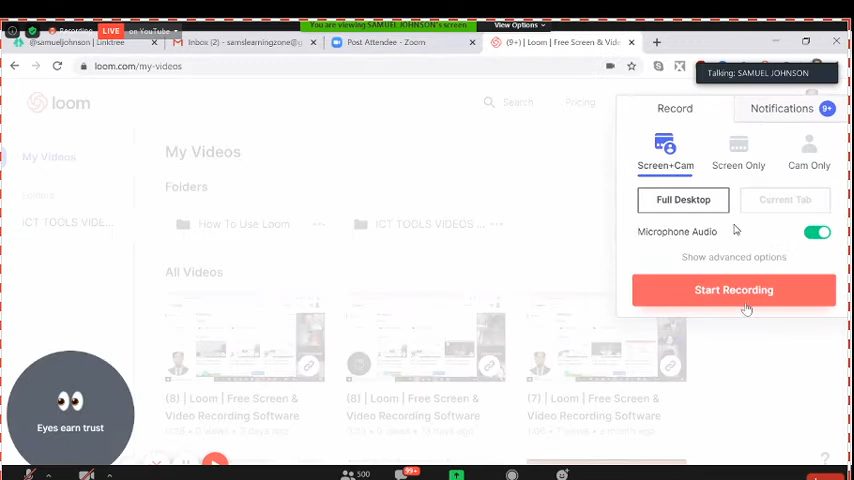 You are viewing SAMUEL JOHNSON's screen
View Options
LIVE
on YouTube
@samueljohnson | Linktree
Inbox (2) - samslearningzone@g
Post Attendee - Zoom
(9+) | Loom | Free Screen & Vide
loom.com/my-videos
Talking: SAMUEL JOHNSON
loom
Search
Pricing
Record
Notifications
9+
My Videos
My Videos
Screen+Cam
Screen Only
Cam Only
Folders
Folders
Full Desktop
Current Tab
ICT TOOLS VIDE...
How To Use Loom
ICT TOOLS VIDEOS ...
Microphone Audio
Show advanced options
All Videos
Start Recording
(8) | Loom | Free Screen &
Video Recording Software
(8) | Loom | Free Screen &
Video Recording Software
(7) | Loom | Free Screen &
Video Recording Software
Eyes earn trust
500
99+